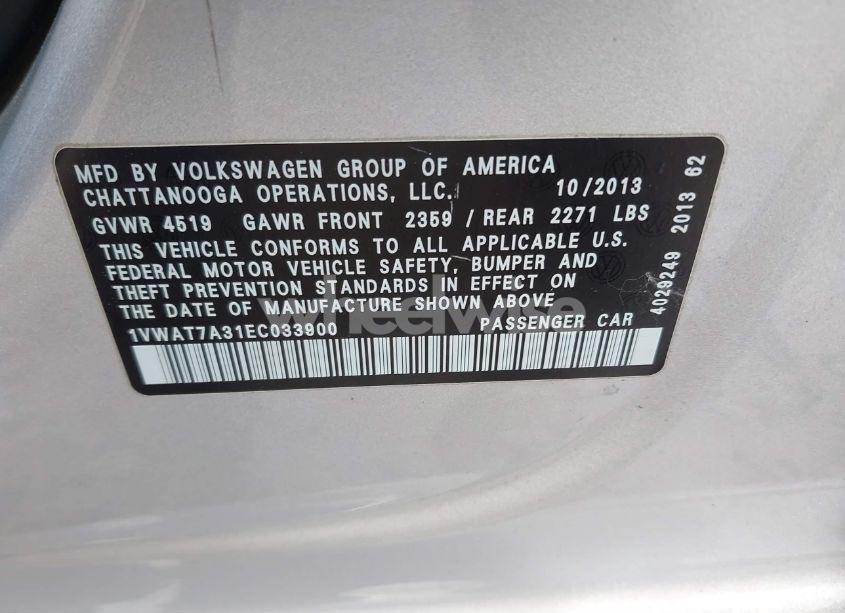 MFD BY VOLKSWAGEN GROUP OF AMERICA
CHATTANOOGA OPERATIONS, LLC. 10/2013
GVWR 4519 GAWR FRONT 2359 / REAR 2271 LBS
THIS VEHICLE CONFORMS TO ALL APPLICABLE U.S.
FEDERAL MOTOR VEHICLE SAFETY, BUMPER AND
THEFT PREVENTION STANDARDS IN EFFECT ON
THE DATE OF MANUFACTURE SHOWN ABOVE
1VWAT7A31EC033900 PASSENGER CAR
4029249 2013 62
wheelwise